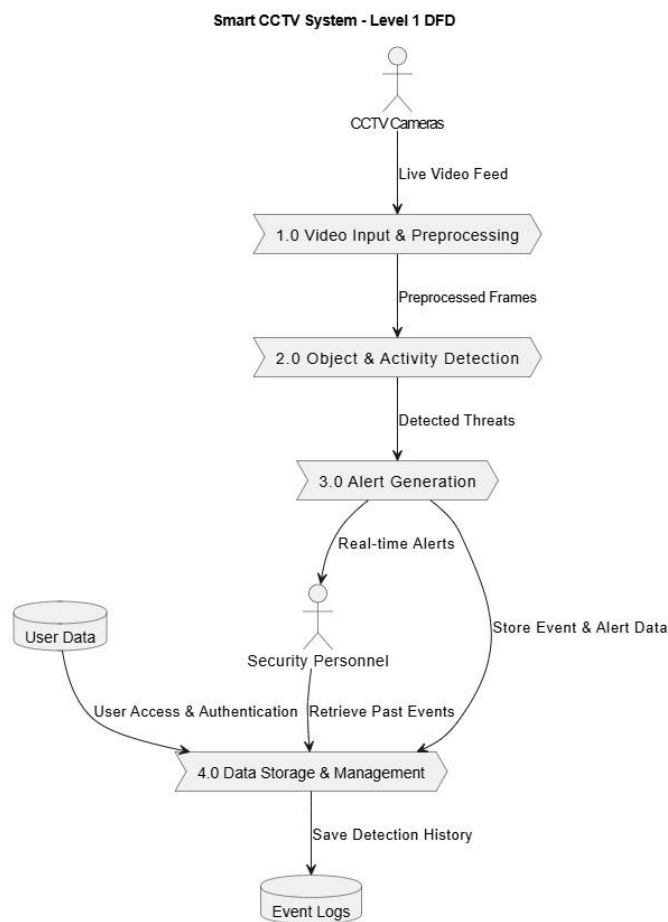 Smart CCTV System - Level 1 DFD
CCTV Cameras
Live Video Feed
1.0 Video Input & Preprocessing
Preprocessed Frames
2.0 Object & Activity Detection
Detected Threats
3.0 Alert Generation
Real-time Alerts
User Data
Security Personnel
Store Event & Alert Data
User Access & Authentication
Retrieve Past Events
4.0 Data Storage & Management
Save Detection History
Event Logs